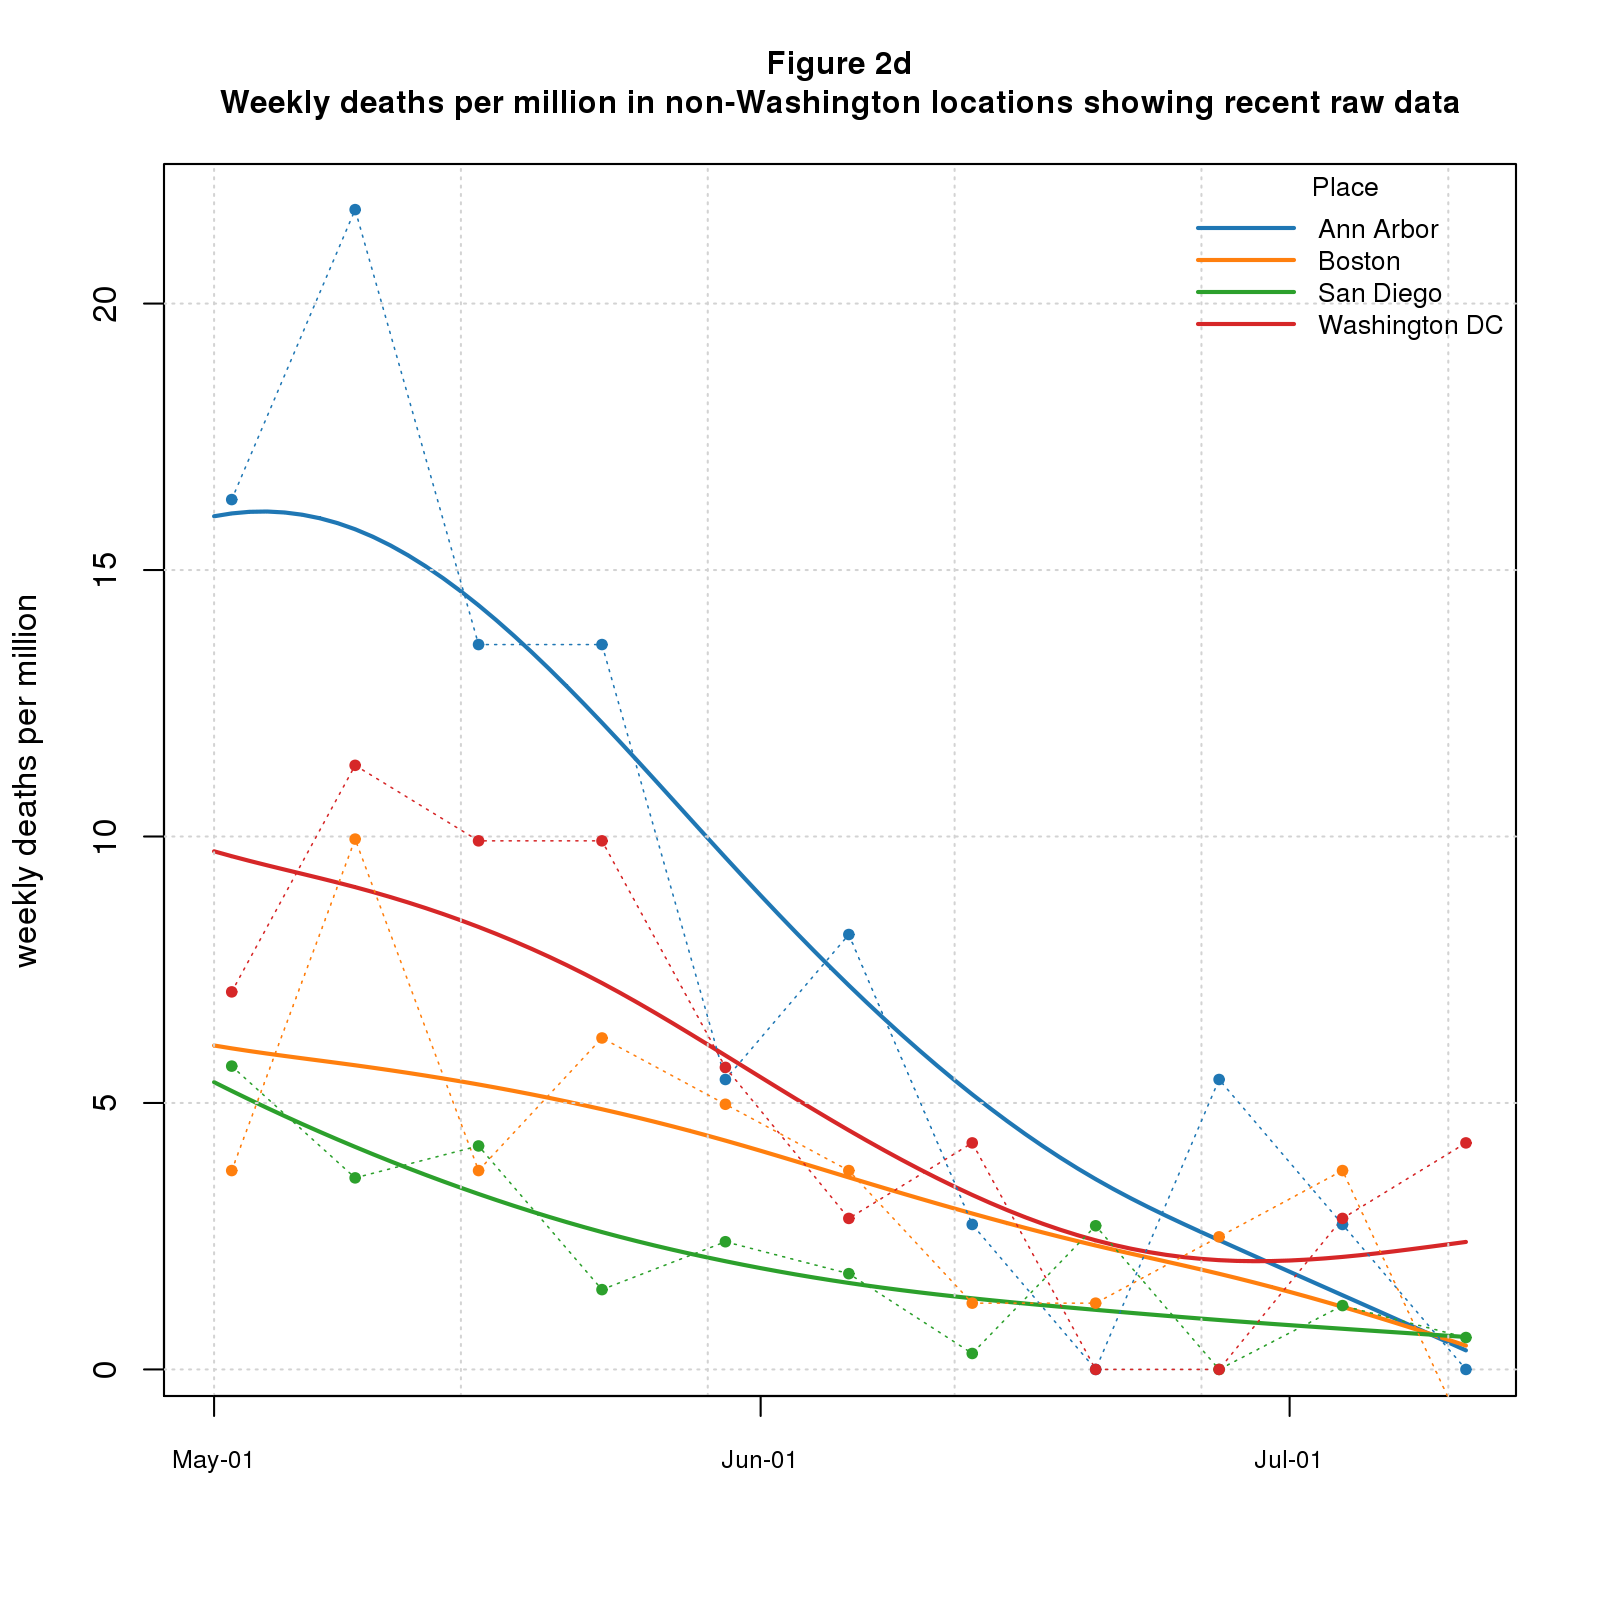 Figure 2d
Weekly deaths per million in non-Washington locations showing recent raw data
Place
Ann Arbor
Boston
San Diego
Washington DC
weekly deaths per million
20
15
10
5
0
May-01
Jun-01
Jul-01